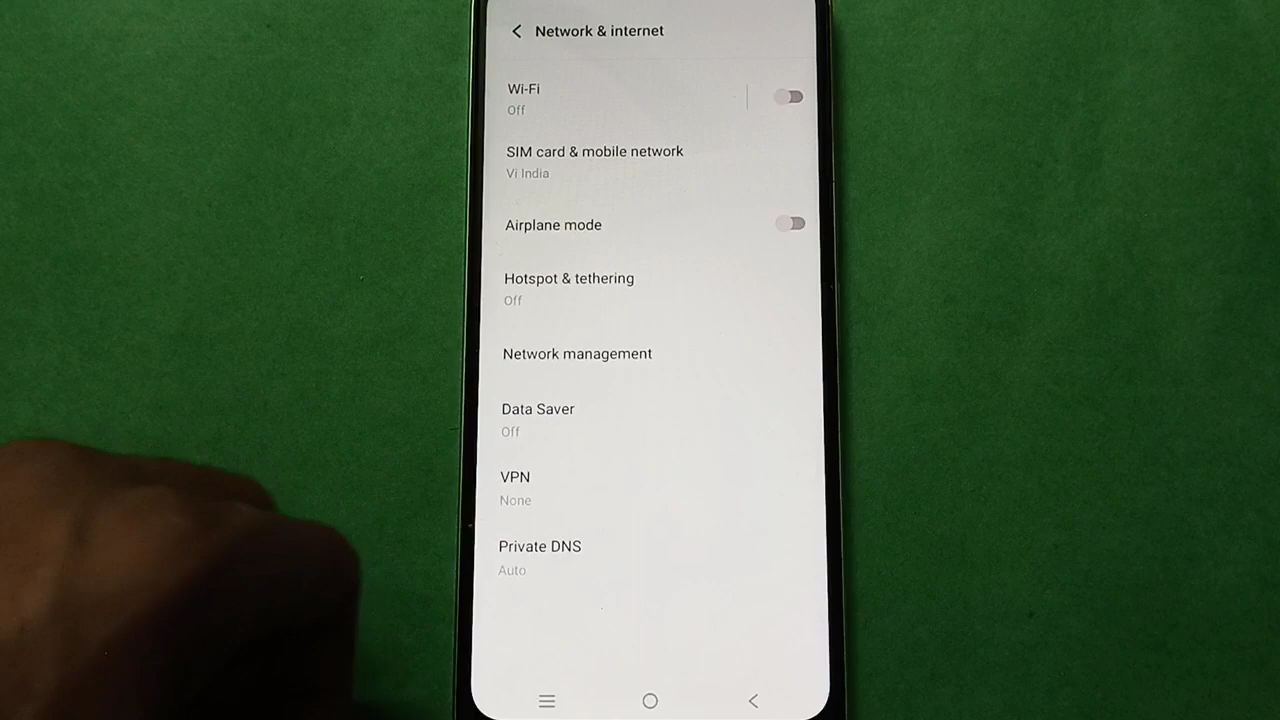 Network & internet
Wi-Fi
Off
SIM card & mobile network
Vi India
Airplane mode
Hotspot & tethering
Off
Network management
Data Saver
Off
VPN
None
Private DNS
Auto